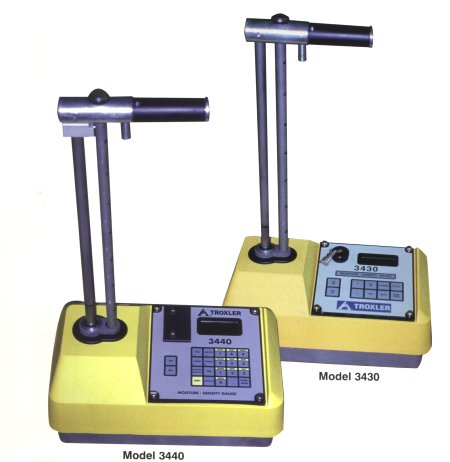 3430
MOISTURE - DENSITY GAUGE
TROXLER
Model 3430
TROXLER
3440
MOISTURE - DENSITY GAUGE
Model 3440